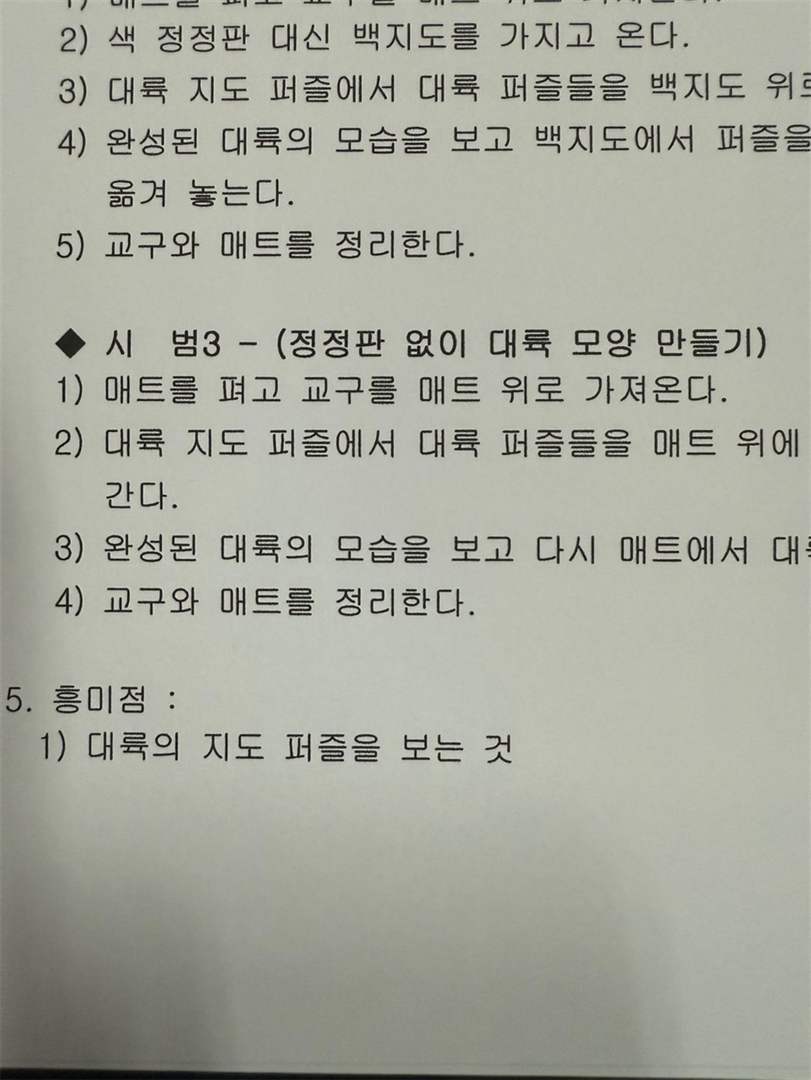 2) 색 정정판 대신 백지도를 가지고 온다.
3) 대륙 지도 퍼즐에서 대륙 퍼즐들을 백지도
4) 완성된 대륙의 모습을 보고 백지도에서 퍼즐을
옮겨 놓는다.
5) 교구와 매트를 정리한다.
◆ 시 범3 - (정정판 없이 대륙 모양 만들기)
1) 매트를 펴고 교구를 매트 위로 가져온다.
2) 대륙 지도 퍼즐에서 대륙 퍼즐들을 매트 위에
간다.
3) 완성된 대륙의 모습을 보고 다시 매트에서
4) 교구와 매트를 정리한다.
5. 흥미점 :
1) 대륙의 지도 퍼즐을 보는 것